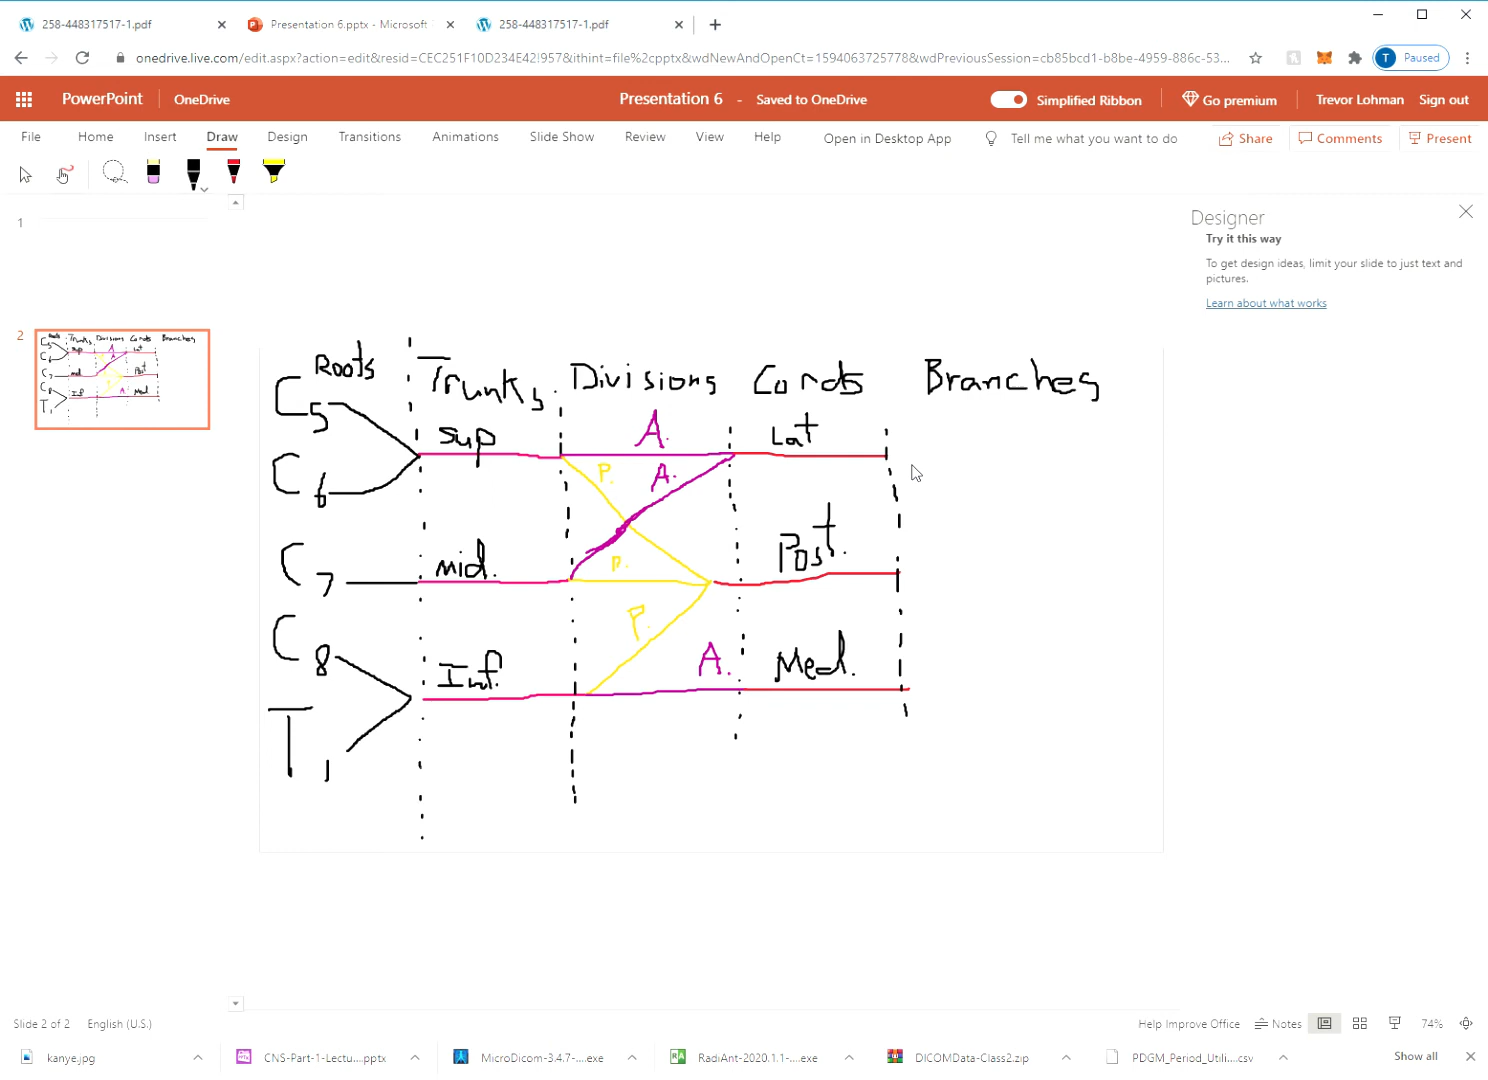 258-448317517-1.pdf
Presentation 6.pptx - Microsoft
258-448317517-1.pdf
onedrive.live.com/edit.aspx?action=edit&resid=CEC251F10D234E42!957&ithint=file%2cpptx&wdNewAndOpenCt=1594063725778&wdPreviousSession=cb85bcd1-b8be-4959-886c-53...
T Paused
PowerPoint OneDrive
Presentation 6 - Saved to OneDrive
Simplified Ribbon
Go premium
Trevor Lohman
Sign out
File Home Insert Draw Design Transitions Animations Slide Show Review View Help Open in Desktop App Tell me what you want to do Share Comments Present
1
Designer
Try it this way
To get design ideas, limit your slide to just text and
pictures.
Learn about what works
2
Roots Trunks Divisions Cords Branches
C5
Sup A. Lat
P. A.
C6
C7
mid. P. Post.
C8
P.
Inf. A. Med.
T1
Slide 2 of 2 English (U.S.)
Help Improve Office Notes 74%
kanye.jpg
CNS-Part-1-Lectu....pptx
MicroDicom-3.4.7-....exe
RadiAnt-2020.1.1-....exe
DICOMData-Class2.zip
PDGM_Period_Utili....csv
Show all